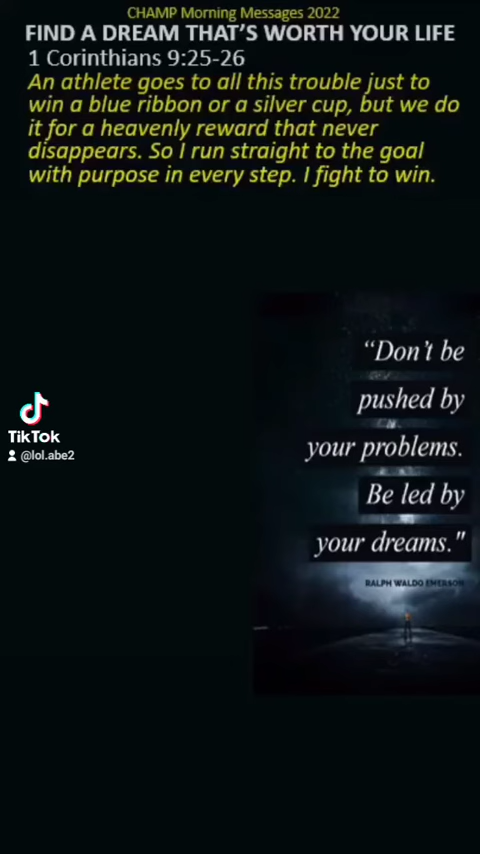 CHAMP Morning Messages 2022
FIND A DREAM THAT'S WORTH YOUR LIFE
1 Corinthians 9:25-26
An athlete goes to all this trouble just to
win a blue ribbon or a silver cup, but we do
it for a heavenly reward that never
disappears. So I run straight to the goal
with purpose in every step. I fight to win.
"Don't be
pushed by
your problems.
Be led by
your dreams."
RALPH WALDO EMERSON
TikTok
@lol.abe2